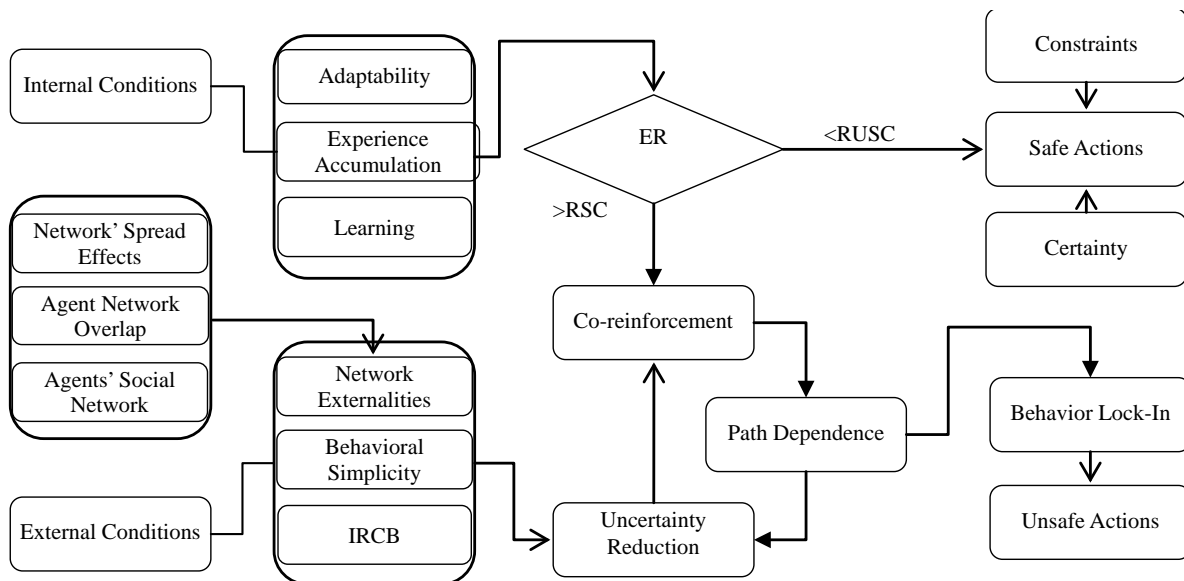 Internal Conditions
Adaptability
Experience
Accumulation
Learning
ER
<RUSC
>RSC
Constraints
Safe Actions
Certainty
Network' Spread
Effects
Agent Network
Overlap
Agents' Social
Network
Network
Externalities
Behavioral
Simplicity
IRCB
External Conditions
Co-reinforcement
Path Dependence
Uncertainty
Reduction
Behavior Lock-In
Unsafe Actions